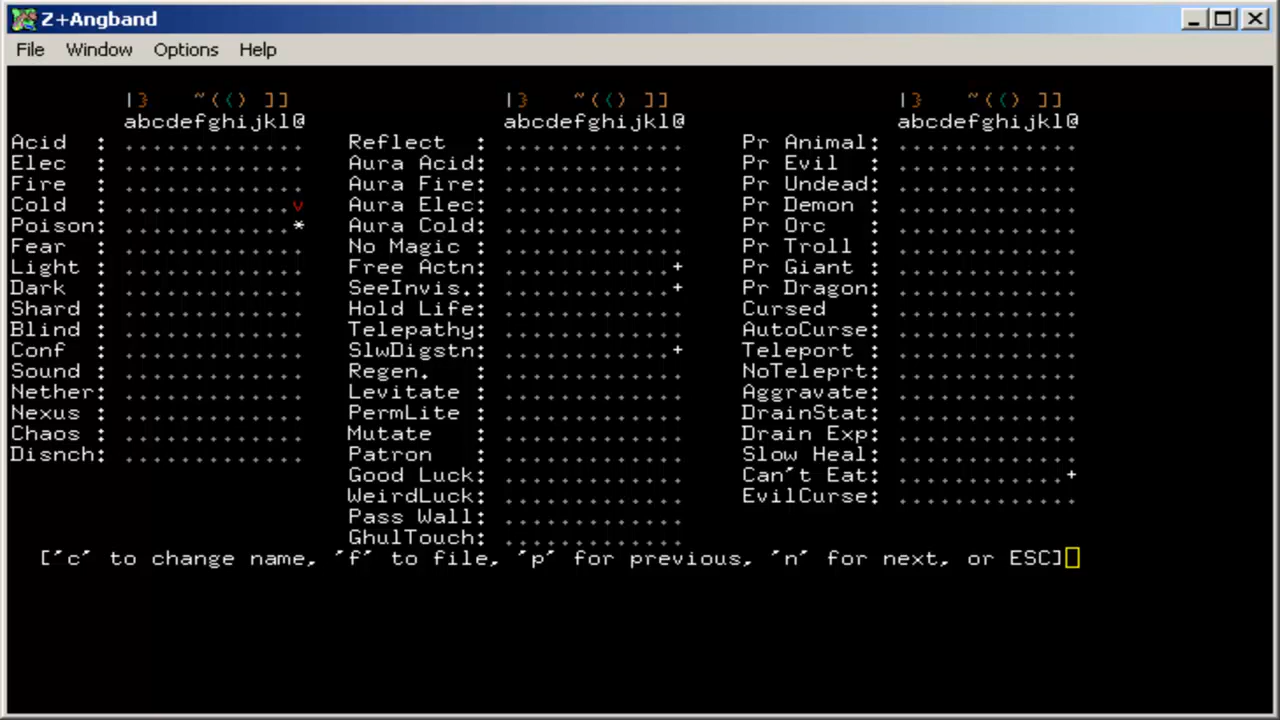 Z+Angband
File Window Options Help
|} ~(() ]] |} ~(() ]] |} ~(() ]]
abcdefghijkl@ abcdefghijkl@ abcdefghijkl@
Acid : ............. Reflect : ............. Pr Animal: .............
Elec : ............. Aura Acid: ............. Pr Evil : .............
Fire : ............. Aura Fire: ............. Pr Undead: .............
Cold : ............v Aura Elec: ............. Pr Demon : .............
Poison: ............* Aura Cold: ............. Pr Orc : .............
Fear : ............. No Magic : ............. Pr Troll : .............
Light : ............. Free Actn: ............+ Pr Giant : .............
Dark : ............. SeeInvis.: ............+ Pr Dragon: .............
Shard : ............. Hold Life: ............. Cursed : .............
Blind : ............. Telepathy: ............. AutoCurse: .............
Conf : ............. SlwDigstn: ............+ Teleport : .............
Sound : ............. Regen. : ............. NoTeleprt: .............
Nether: ............. Levitate : ............. Aggravate: .............
Nexus : ............. PermLite : ............. DrainStat: .............
Chaos : ............. Mutate : ............. Drain Exp: .............
Disnch: ............. Patron : ............. Slow Heal: .............
Good Luck: ............. Can't Eat: ............+
WeirdLuck: ............. EvilCurse: .............
Pass Wall: .............
GhulTouch: .............
['c' to change name, 'f' to file, 'p' for previous, 'n' for next, or ESC]